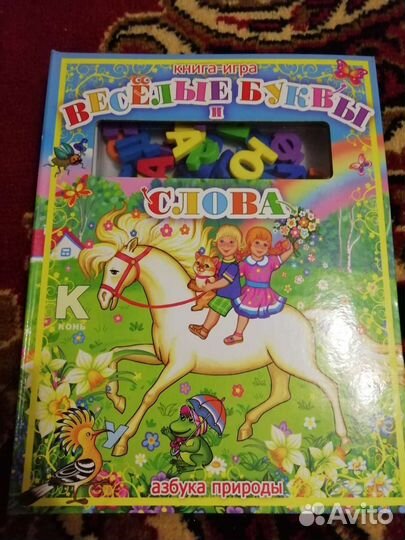 книга-игра
ВЕСЁЛЫЕ БУКВЫ
и
СЛОВА
К
конь
У
азбука природы
Avito